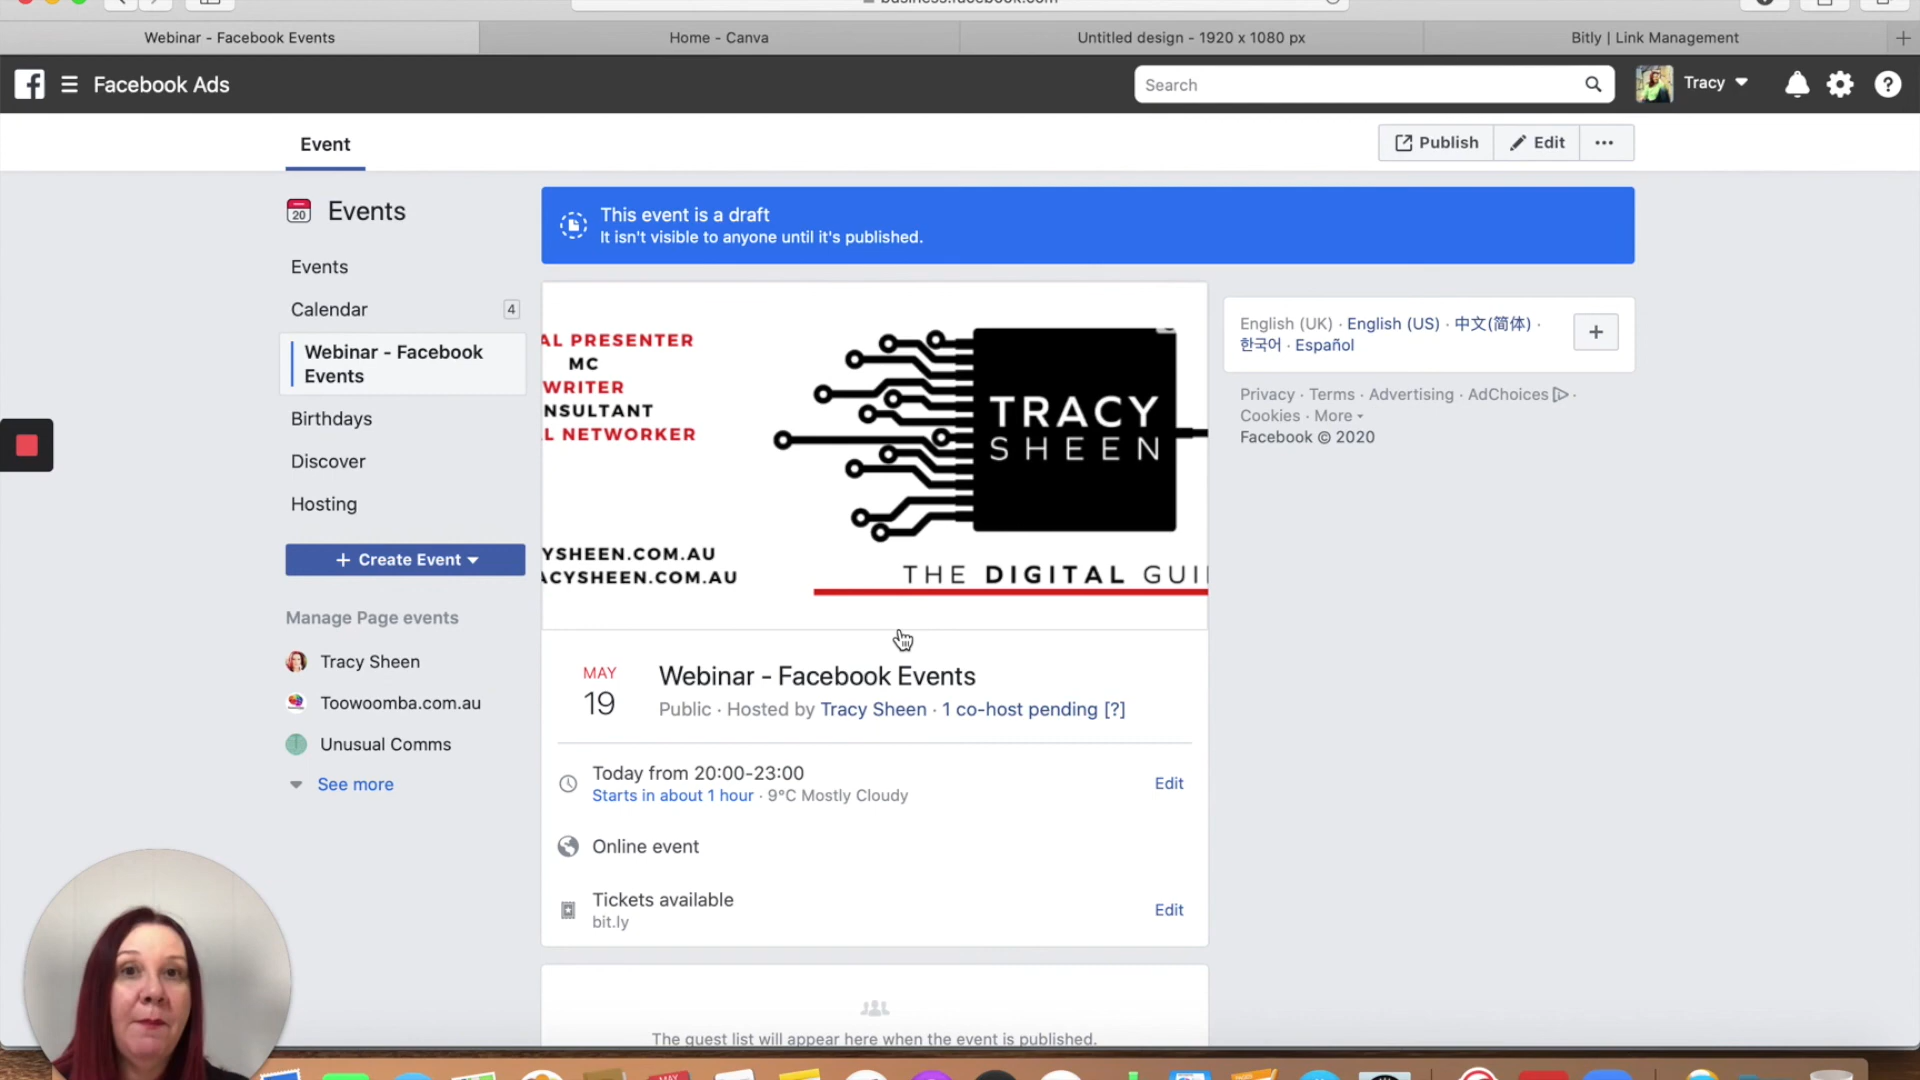 business.facebook.com
Webinar - Facebook Events
Home - Canva
Untitled design - 1920 x 1080 px
Bitly | Link Management
Facebook Ads
Search
Tracy
Event
Publish
Edit
Events
Events
Calendar
4
Webinar - Facebook
Events
Birthdays
Discover
Hosting
+ Create Event
Manage Page events
Tracy Sheen
Toowoomba.com.au
Unusual Comms
See more
This event is a draft
It isn't visible to anyone until it's published.
AL PRESENTER
MC
WRITER
NSULTANT
L NETWORKER
YSHEEN.COM.AU
ACYSHEEN.COM.AU
TRACY
SHEEN
THE DIGITAL GUI
MAY
19
Webinar - Facebook Events
Public · Hosted by Tracy Sheen · 1 co-host pending [?]
Today from 20:00-23:00
Starts in about 1 hour · 9°C Mostly Cloudy
Edit
Online event
Tickets available
bit.ly
Edit
The guest list will appear here when the event is published.
English (UK) · English (US) · 中文(简体) ·
한국어 · Español
Privacy · Terms · Advertising · AdChoices ·
Cookies · More
Facebook © 2020
20
MAY